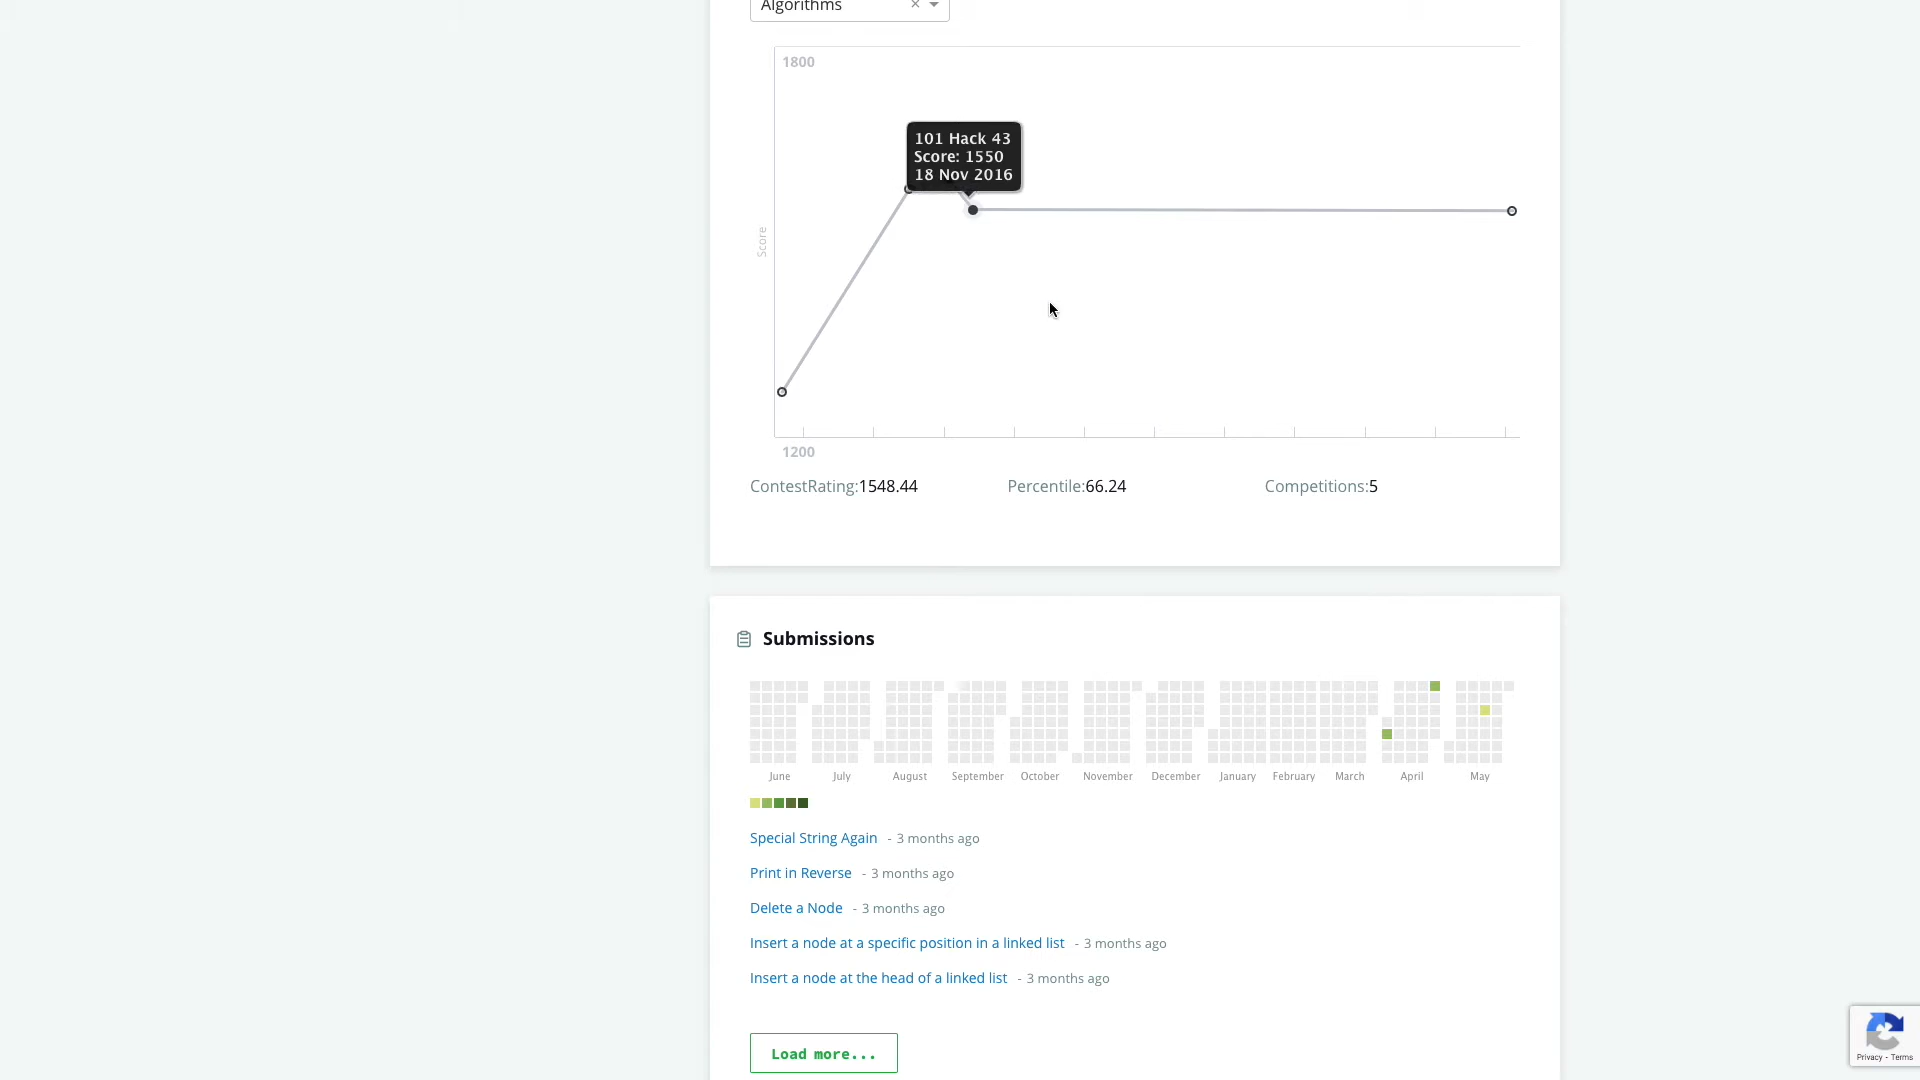 Algorithms
1800
101 Hack 43
Score: 1550
18 Nov 2016
Score
1200
ContestRating:1548.44 Percentile:66.24 Competitions:5
Submissions
June July August September October November December January February March April May
Special String Again - 3 months ago
Print in Reverse - 3 months ago
Delete a Node - 3 months ago
Insert a node at a specific position in a linked list - 3 months ago
Insert a node at the head of a linked list - 3 months ago
Load more...
Privacy - Terms